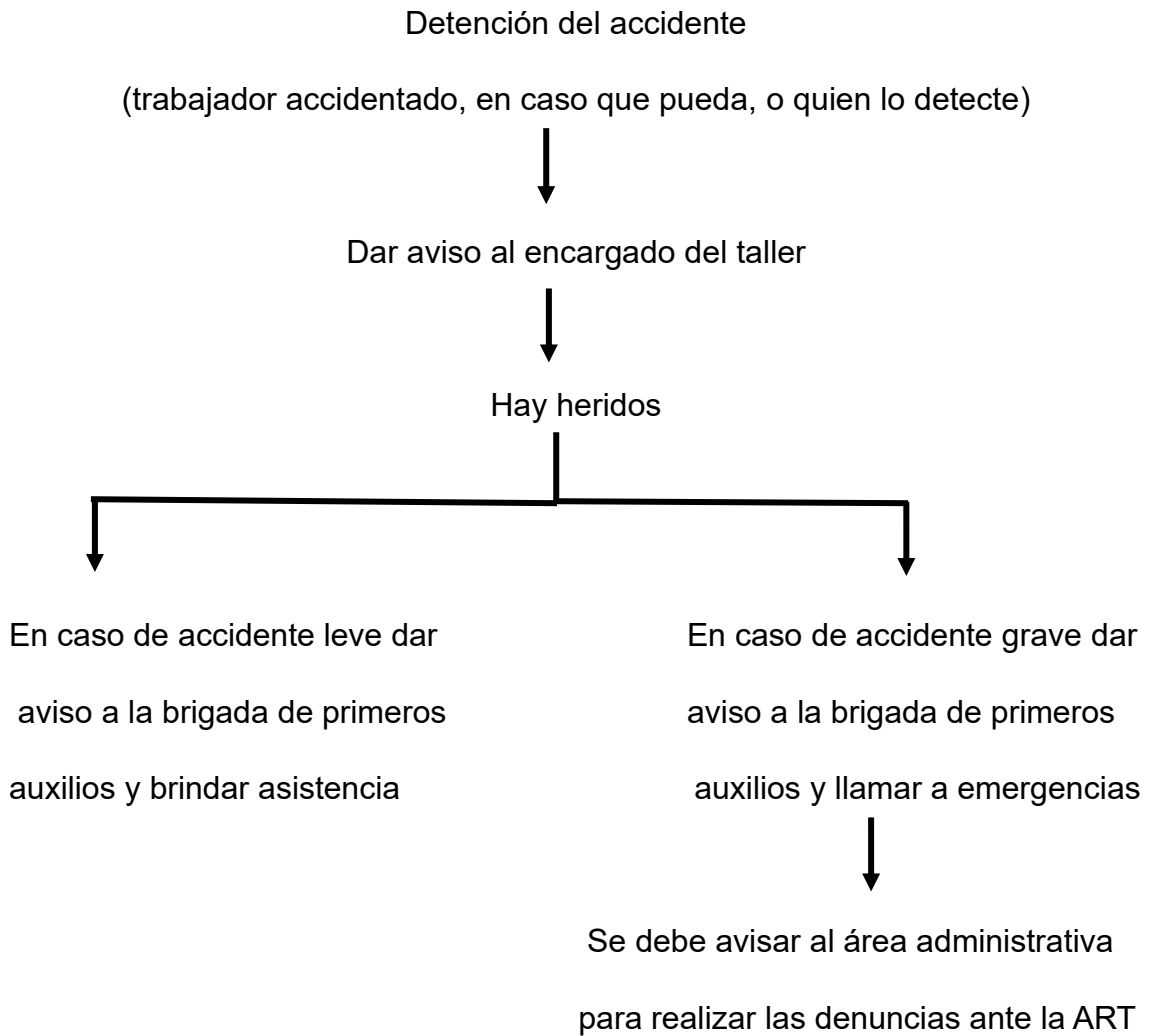 Detención del accidente
(trabajador accidentado, en caso que pueda, o quien lo detecte)
Dar aviso al encargado del taller
Hay heridos
En caso de accidente leve dar
aviso a la brigada de primeros
auxilios y brindar asistencia
En caso de accidente grave dar
aviso a la brigada de primeros
auxilios y llamar a emergencias
Se debe avisar al área administrativa
para realizar las denuncias ante la ART